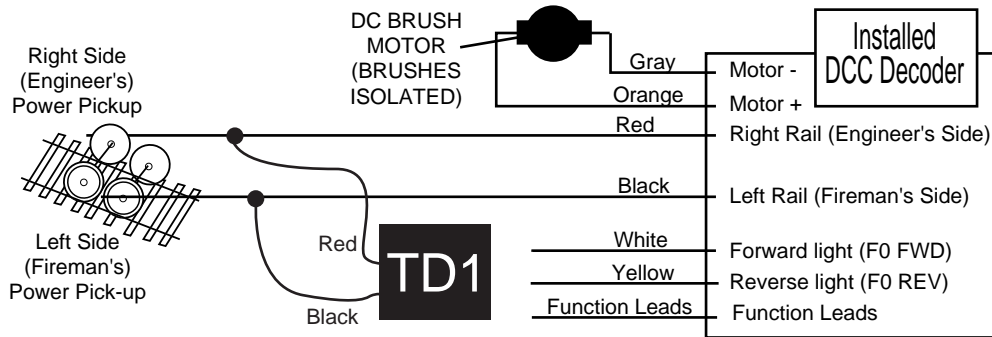 DC BRUSH
MOTOR
(BRUSHES
ISOLATED)
Installed
DCC Decoder
Right Side
(Engineer's)
Power Pickup
Gray
Motor -
Orange
Motor +
Red
Right Rail (Engineer's Side)
Black
Left Rail (Fireman's Side)
Left Side
(Fireman's)
Power Pick-up
Red
TD1
Black
White
Forward light (F0 FWD)
Yellow
Reverse light (F0 REV)
Function Leads
Function Leads